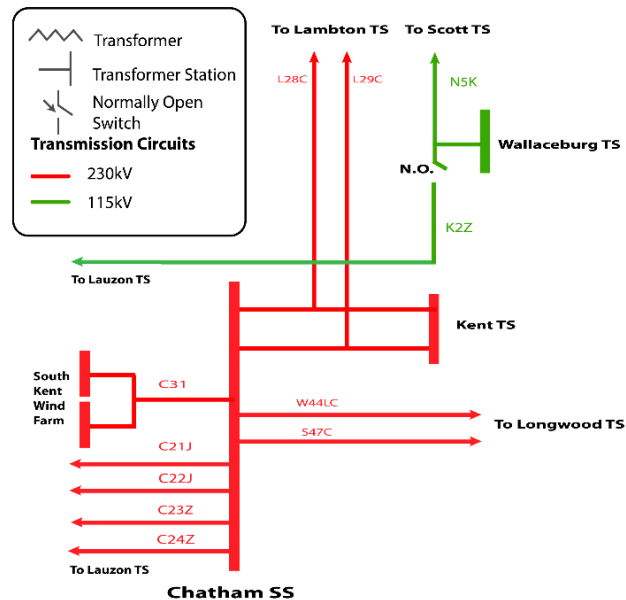 Transformer
Transformer Station
Normally Open
Switch
Transmission Circuits
230kV
115kV
To Lambton TS
To Scott TS
L28C
L29C
N5K
Wallaceburg TS
N.O.
K2Z
To Lauzon TS
Kent TS
South
Kent
Wind
Farm
C31
W44LC
To Longwood TS
S47C
C21J
C22J
C23Z
C24Z
To Lauzon TS
Chatham SS